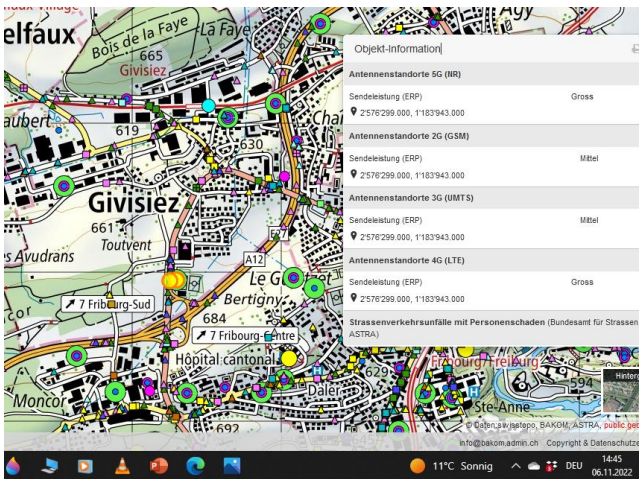 elfaux
Bois de la Faye
La Faye
665
Givisiez
Objekt-Information
Antennenstandorte 5G (NR)
Sendeleistung (ERP) Gross
2'576'299.000, 1'183'943.000
Antennenstandorte 2G (GSM)
Sendeleistung (ERP) Mittel
2'576'299.000, 1'183'943.000
Antennenstandorte 3G (UMTS)
Sendeleistung (ERP) Mittel
2'576'299.000, 1'183'943.000
Antennenstandorte 4G (LTE)
Sendeleistung (ERP) Gross
2'576'299.000, 1'183'943.000
Strassenverkehrsunfälle mit Personenschaden (Bundesamt für Strassen
ASTRA)
aubert
619
630
Givisiez
661
Toutvent
Avudrans
A12
E27
7 Fribourg-Sud
Bertigny
684
7 Fribourg-Centre
Hôpital cantonal
629
Fribourg/Freiburg
594
Hinterg
Moncor
Daler
H
H
Ste-Anne
692
© Daten:swisstopo, BAKOM, ASTRA, public.geo
info@bakom.admin.ch Copyright & Datenschutze
11°C Sonnig
DEU
14:45
06.11.2022